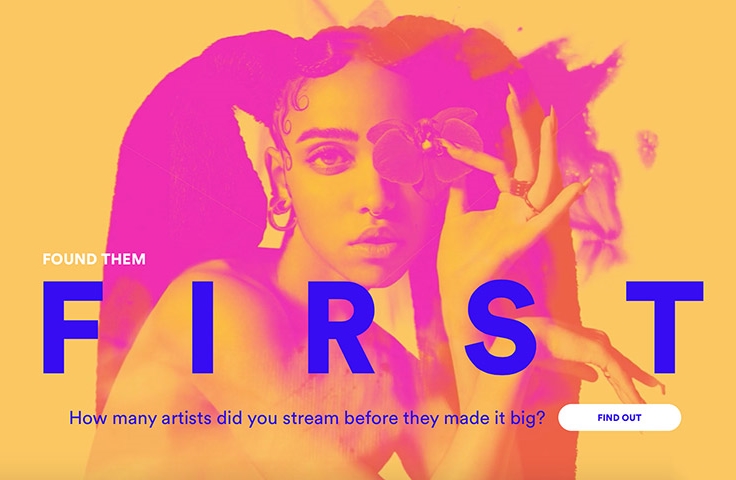 FOUND THEM
FIRST
How many artists did you stream before they made it big?
FIND OUT